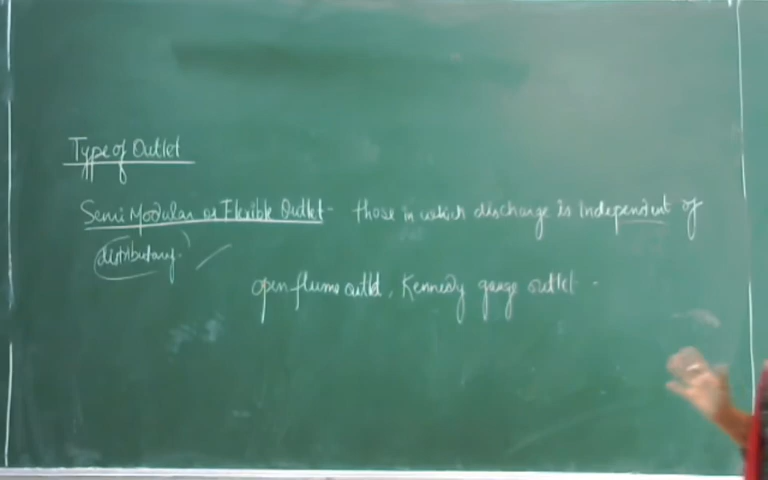 Type of Outlet
Semi Modular or Flexible Outlet - those in which discharge is independent of
distributary.
open flume outlet, Kennedy gauge outlet -